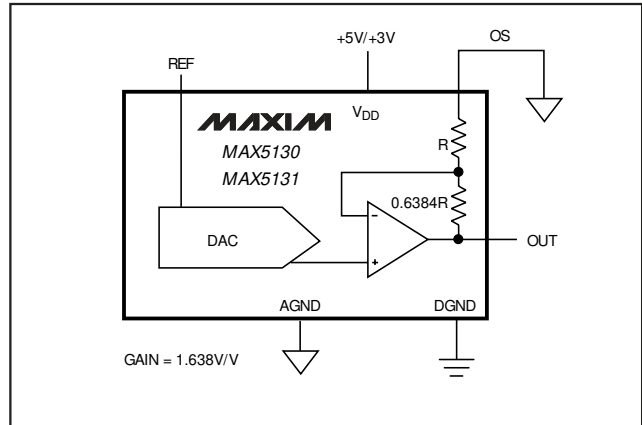 +5V/+3V
OS
REF
VDD
MAXIM
MAX5130
MAX5131
R
0.6384R
DAC
-
+
OUT
AGND
DGND
GAIN = 1.638V/V